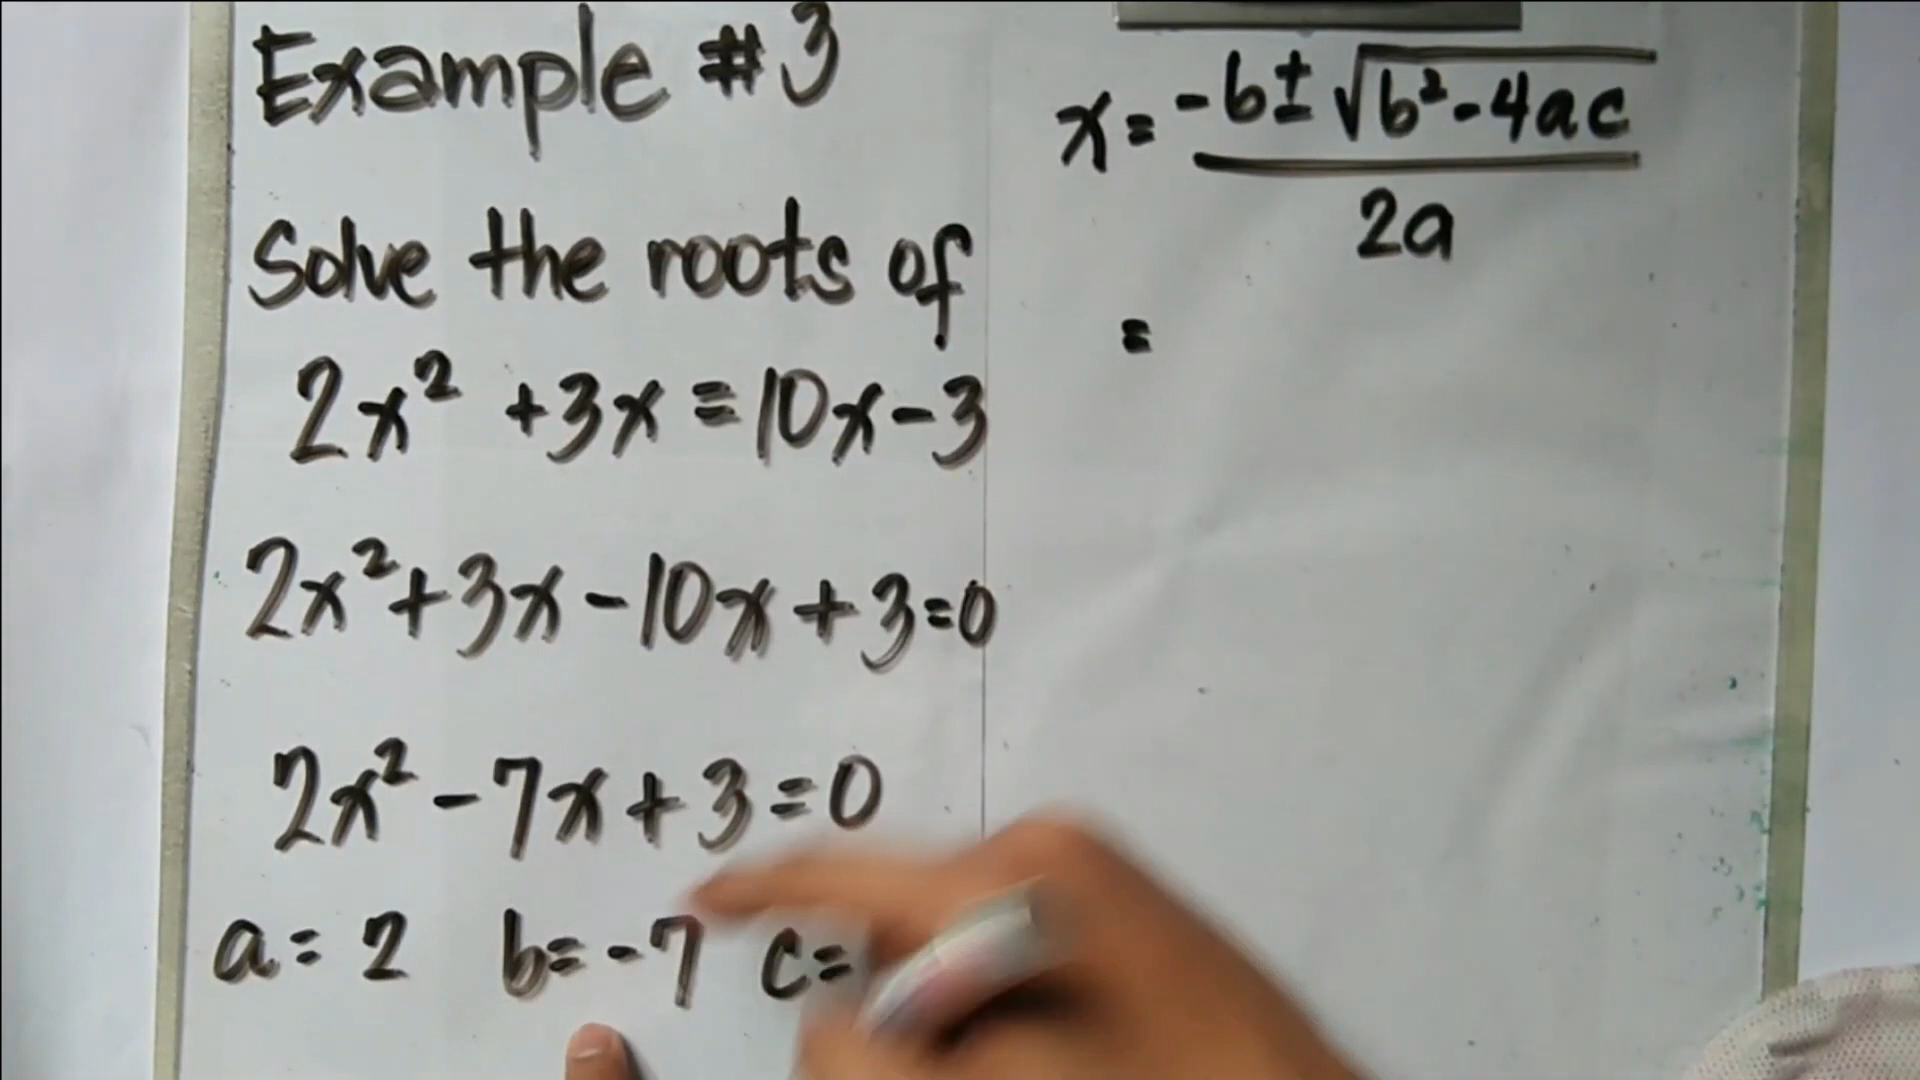 Example #3
Solve the roots of
2x² +3x = 10x-3
2x²+3x-10x+3=0
2x²-7x+3=0
a= 2 b= -7 c=
x= -b± √b²-4ac
2a
=